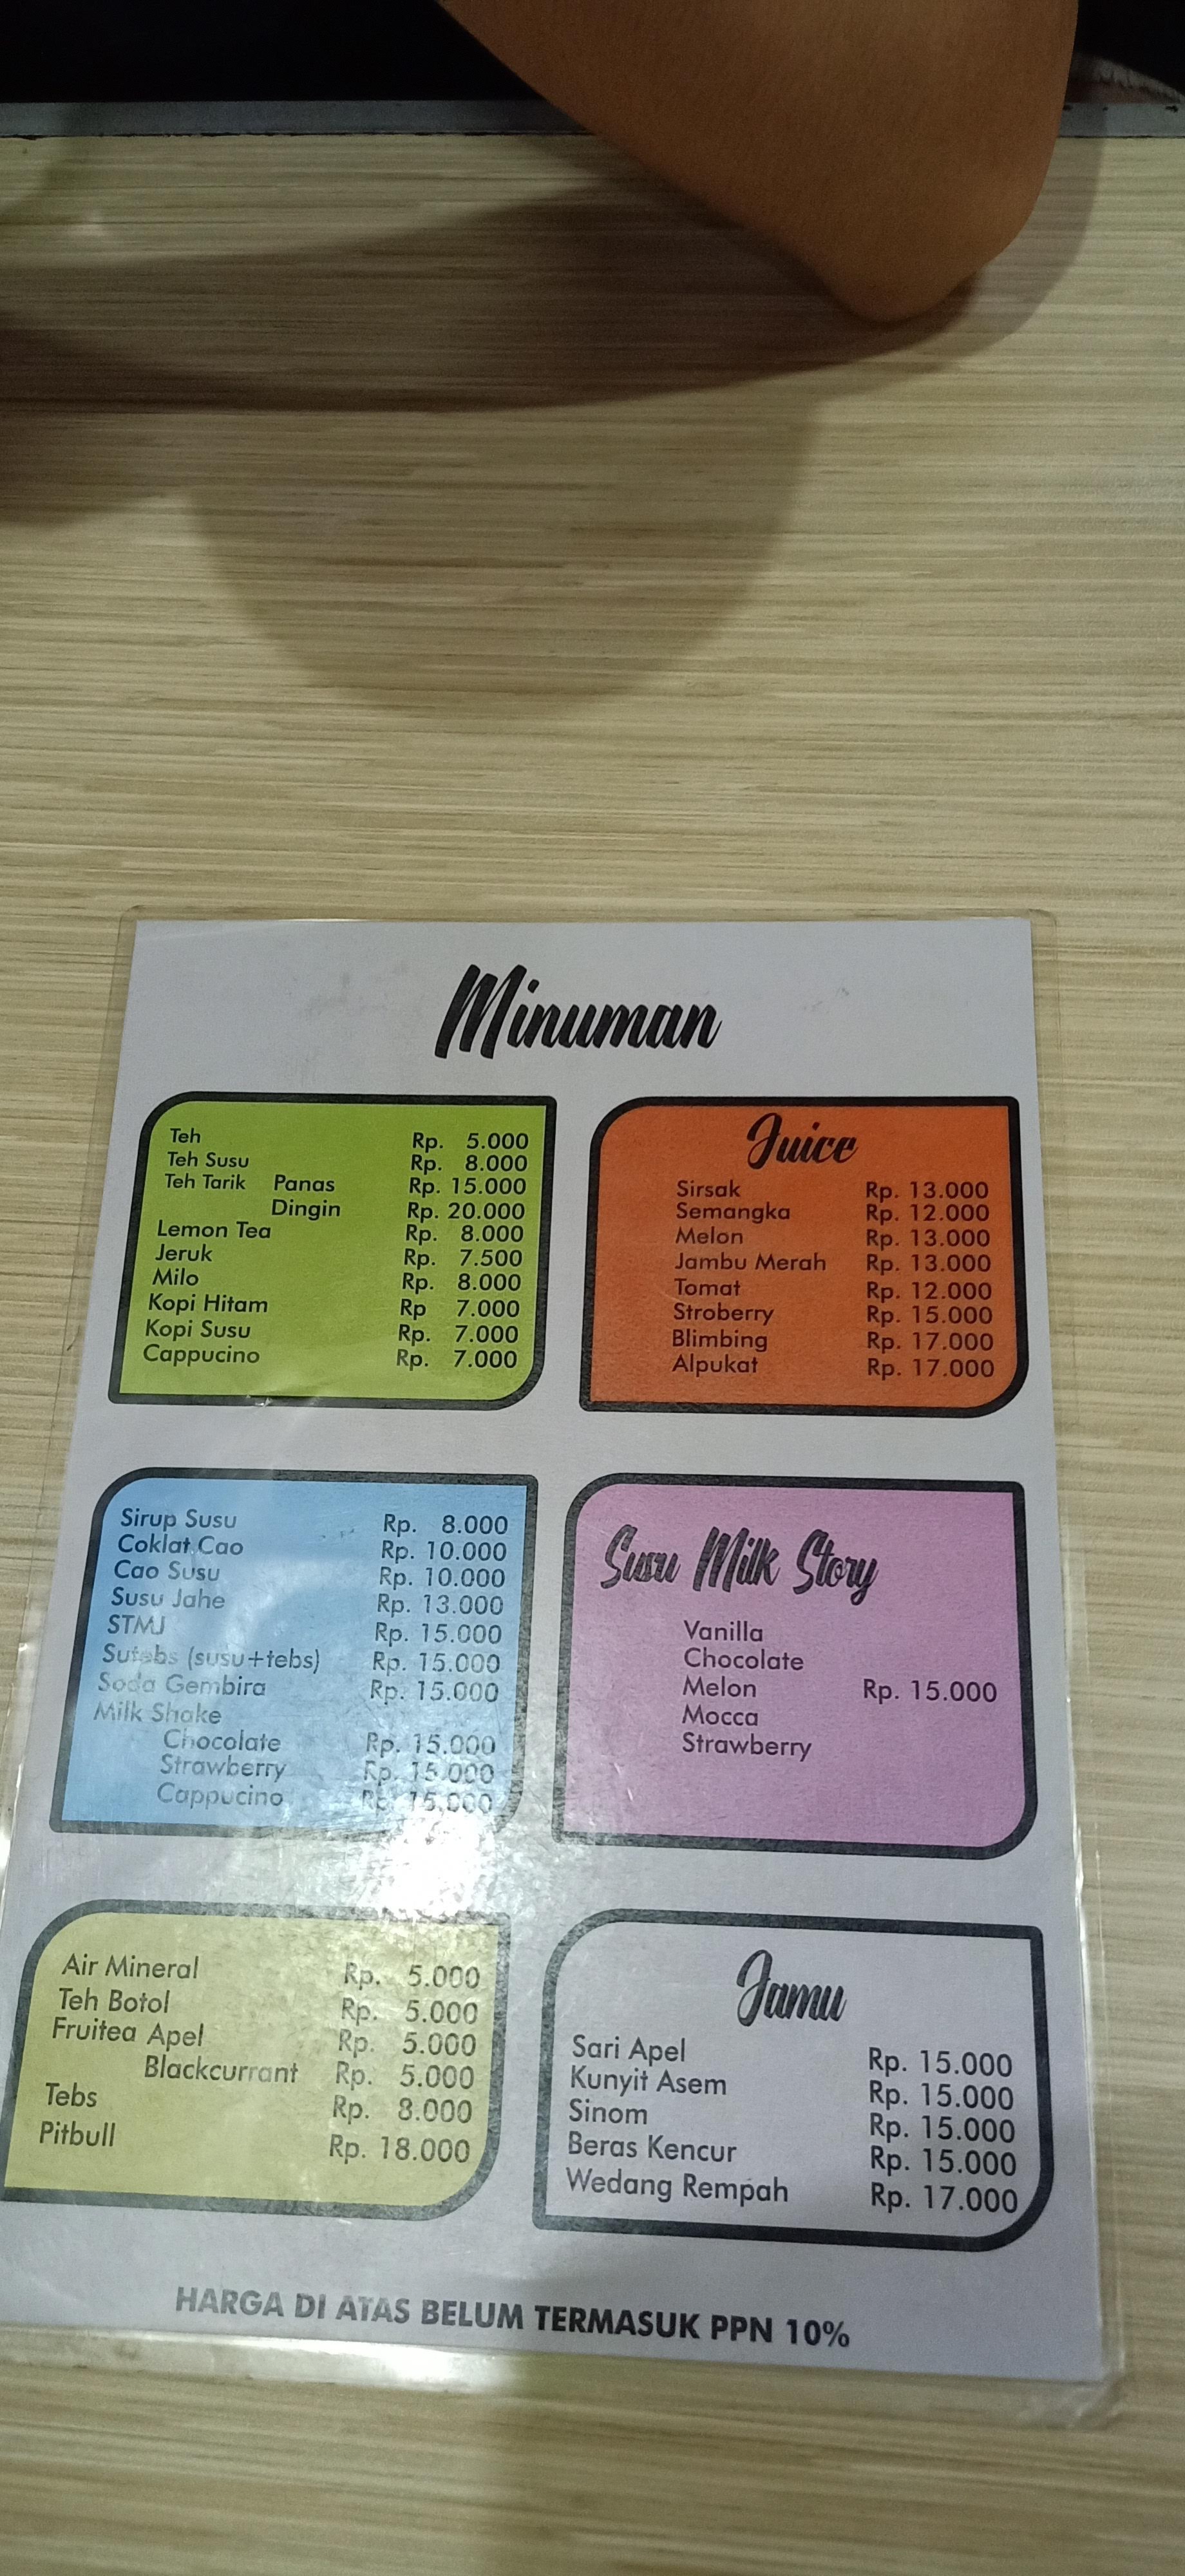 Minuman
Teh Rp. 5.000
Teh Susu Rp. 8.000
Teh Tarik Panas Rp. 15.000
Dingin Rp. 20.000
Lemon Tea Rp. 8.000
Jeruk Rp. 7.500
Milo Rp. 8.000
Kopi Hitam Rp 7.000
Kopi Susu Rp. 7.000
Cappucino Rp. 7.000
Juice
Sirsak Rp. 13.000
Semangka Rp. 12.000
Melon Rp. 13.000
Jambu Merah Rp. 13.000
Tomat Rp. 12.000
Stroberry Rp. 15.000
Blimbing Rp. 17.000
Alpukat Rp. 17.000
Sirup Susu Rp. 8.000
Coklat Cao Rp. 10.000
Cao Susu Rp. 10.000
Susu Jahe Rp. 13.000
STMJ Rp. 15.000
Sutebs (susu+tebs) Rp. 15.000
Soda Gembira Rp. 15.000
Milk Shake
Chocolate Rp. 15.000
Strawberry Rp. 15.000
Cappucino Rp. 15.000
Susu Milk Story
Vanilla
Chocolate
Melon Rp. 15.000
Mocca
Strawberry
Air Mineral Rp. 5.000
Teh Botol Rp. 5.000
Fruitea Apel Rp. 5.000
Blackcurrant Rp. 5.000
Tebs Rp. 8.000
Pitbull Rp. 18.000
Jamu
Sari Apel Rp. 15.000
Kunyit Asem Rp. 15.000
Sinom Rp. 15.000
Beras Kencur Rp. 15.000
Wedang Rempah Rp. 17.000
HARGA DI ATAS BELUM TERMASUK PPN 10%